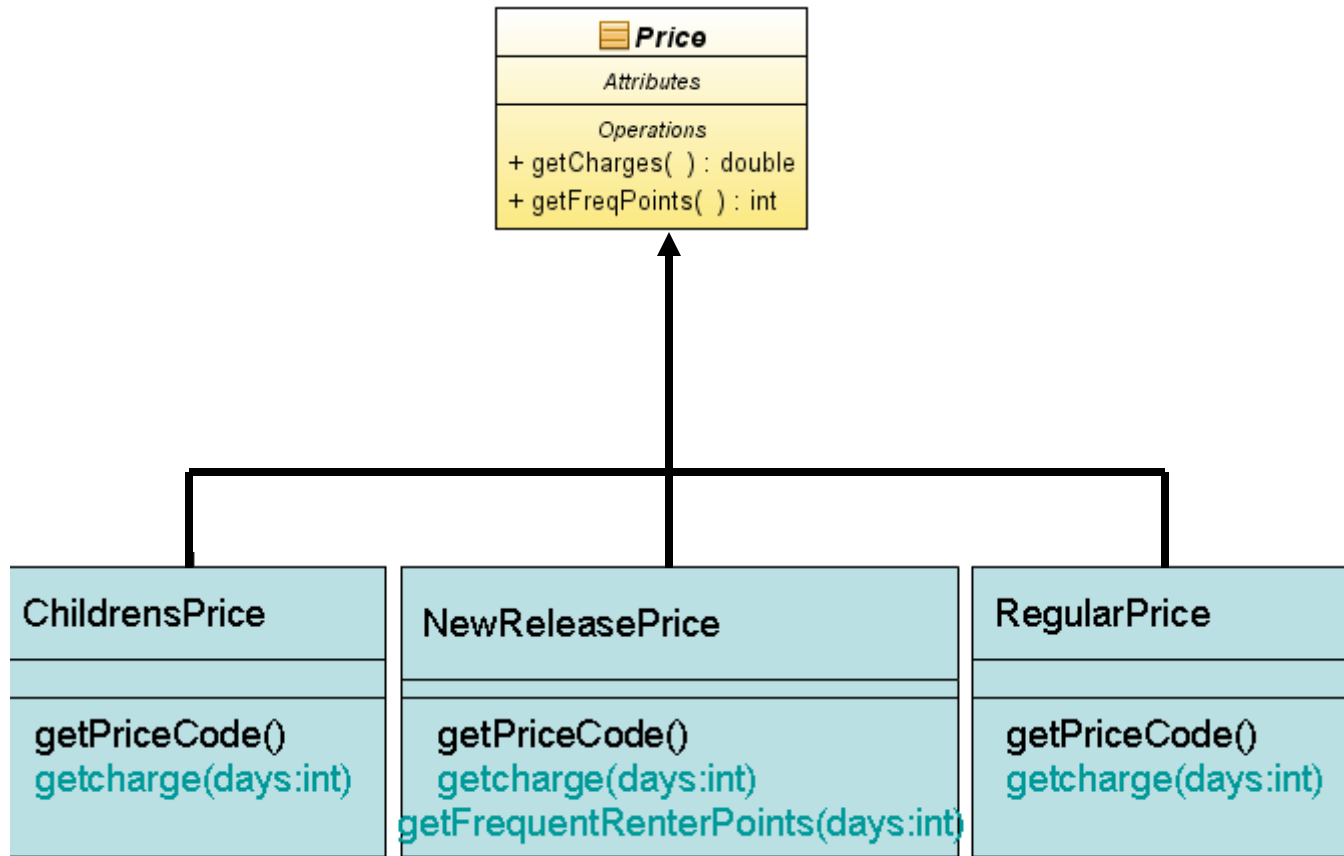 Price
Attributes
Operations
+ getCharges( ) : double
+ getFreqPoints( ) : int
ChildrensPrice
getPriceCode()
getcharge(days:int)
NewReleasePrice
getPriceCode()
getcharge(days:int)
getFrequentRenterPoints(days:int)
RegularPrice
getPriceCode()
getcharge(days:int)